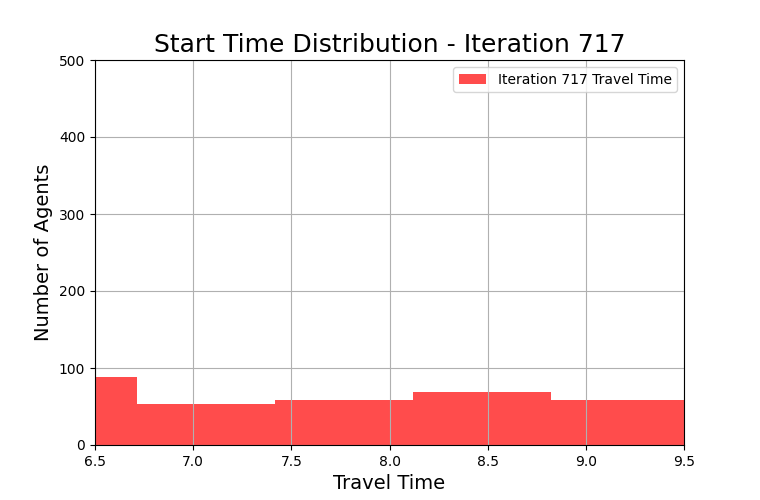 Start Time Distribution - Iteration 717
500
400
300
200
100
0
Number of Agents
Iteration 717 Travel Time
6.5 7.0 7.5 8.0 8.5 9.0 9.5
Travel Time